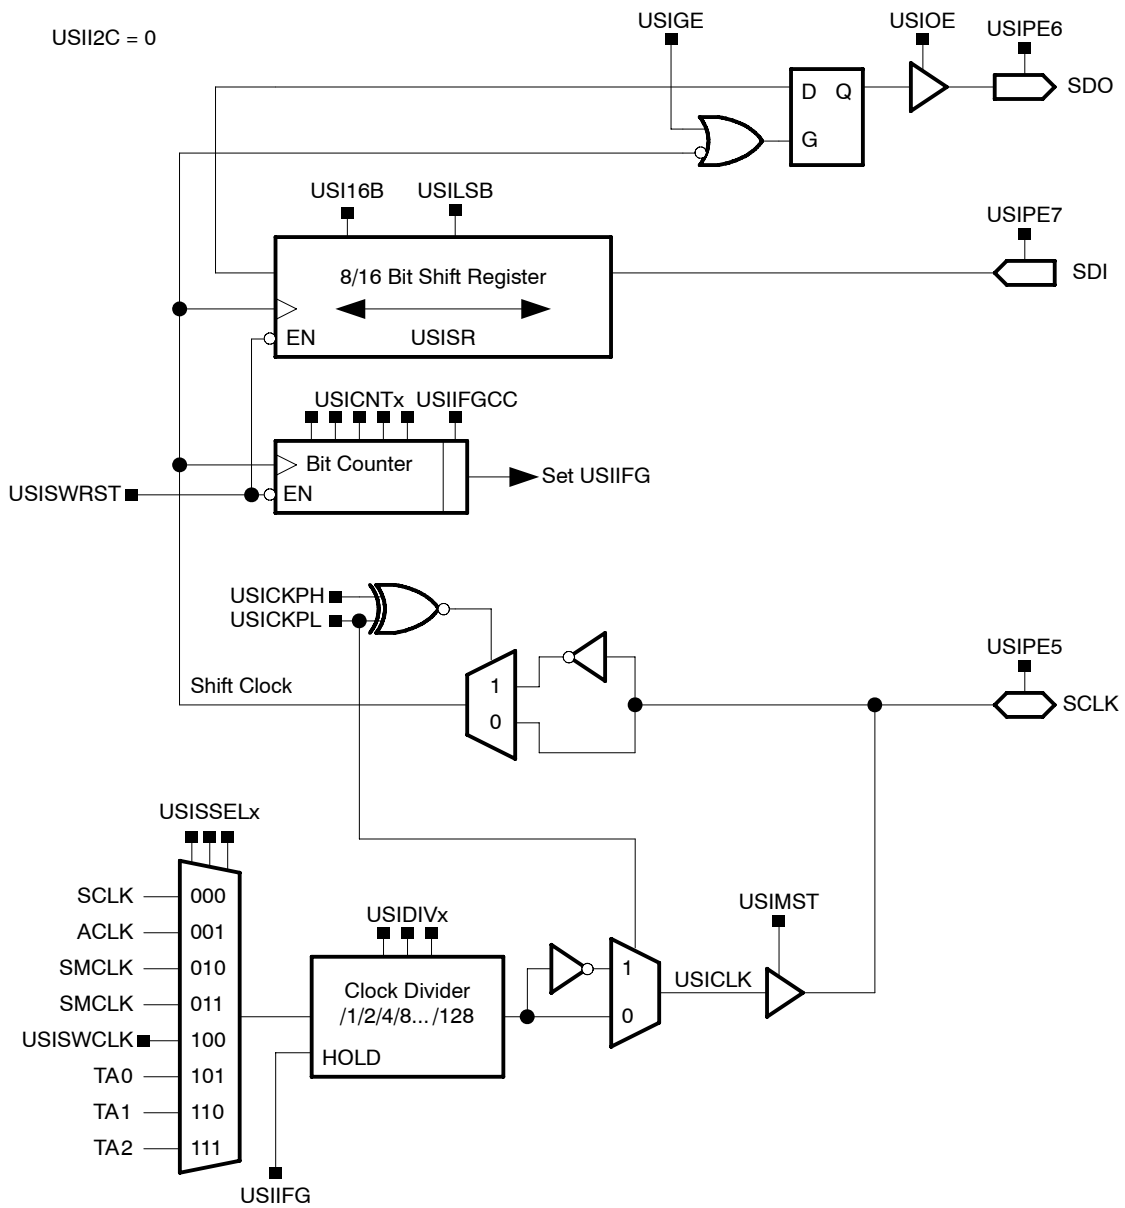 USII2C = 0
USIGE
USIOE
USIPE6
D Q
SDO
G
USI16B
USILSB
USIPE7
8/16 Bit Shift Register
SDI
EN
USISR
USICNTx
USIIFGCC
Bit Counter
Set USIIFG
USISWRST
EN
USICKPH
USICKPL
USIPE5
Shift Clock
1
0
SCLK
USISSELx
SCLK
000
ACLK
001
SMCLK
010
SMCLK
011
USISWCLK
100
TA0
101
TA1
110
TA2
111
USIDIVx
Clock Divider
/1/2/4/8... /128
HOLD
USIIFG
1
0
USICLK
USIMST